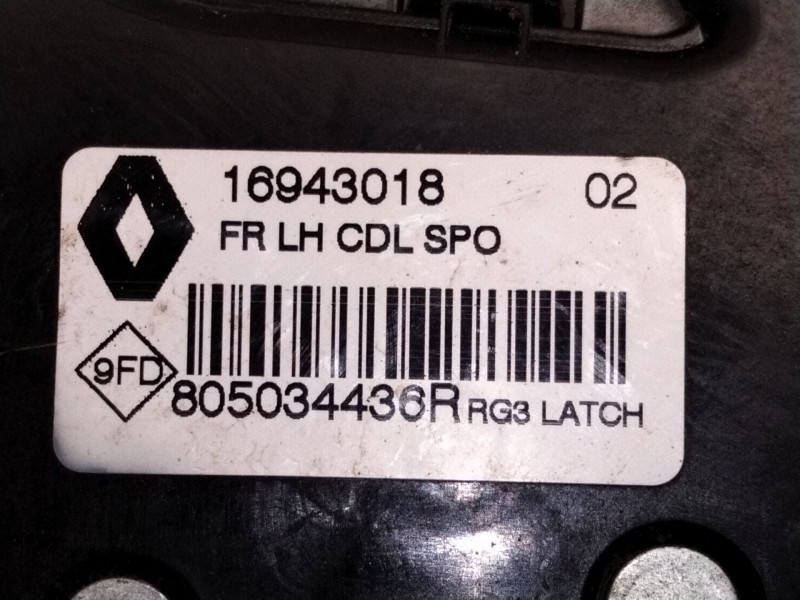 16943018 02
FR LH CDL SPO
9FD
805034436R RG3 LATCH